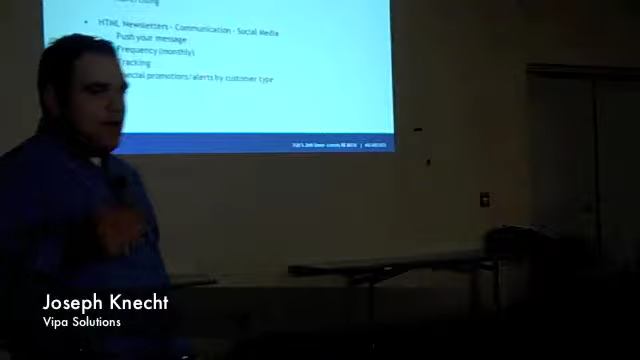 • HTML Newsletters - Communication - Social Media
Push your message
Frequency (monthly)
Tracking
special promotions/alerts by customer type
Joseph Knecht
Vipa Solutions